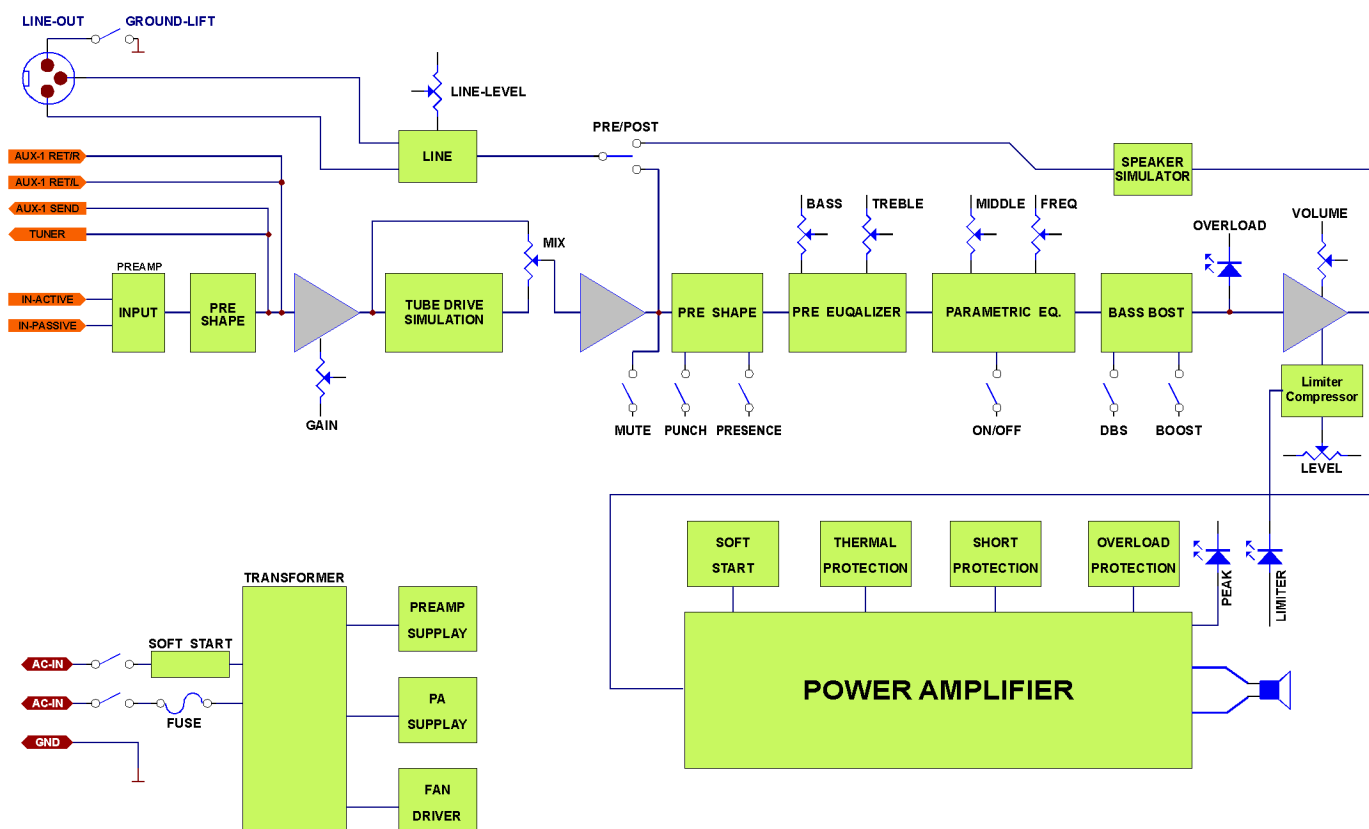 LINE-OUT
GROUND-LIFT
LINE-LEVEL
LINE
PRE/POST
SPEAKER
SIMULATOR
AUX-1 RET/R
AUX-1 RET/L
AUX-1 SEND
TUNER
PREAMP
IN-ACTIVE
IN-PASSIVE
INPUT
PRE
SHAPE
GAIN
TUBE DRIVE
SIMULATION
MIX
MUTE
PRE SHAPE
PUNCH
PRESENCE
BASS
TREBLE
PRE EUQALIZER
MIDDLE
FREQ
PARAMETRIC EQ.
ON/OFF
BASS BOST
DBS
BOOST
OVERLOAD
VOLUME
Limiter
Compressor
LEVEL
SOFT
START
THERMAL
PROTECTION
SHORT
PROTECTION
OVERLOAD
PROTECTION
PEAK
LIMITER
POWER AMPLIFIER
TRANSFORMER
SOFT START
AC-IN
AC-IN
FUSE
GND
PREAMP
SUPPLAY
PA
SUPPLAY
FAN
DRIVER